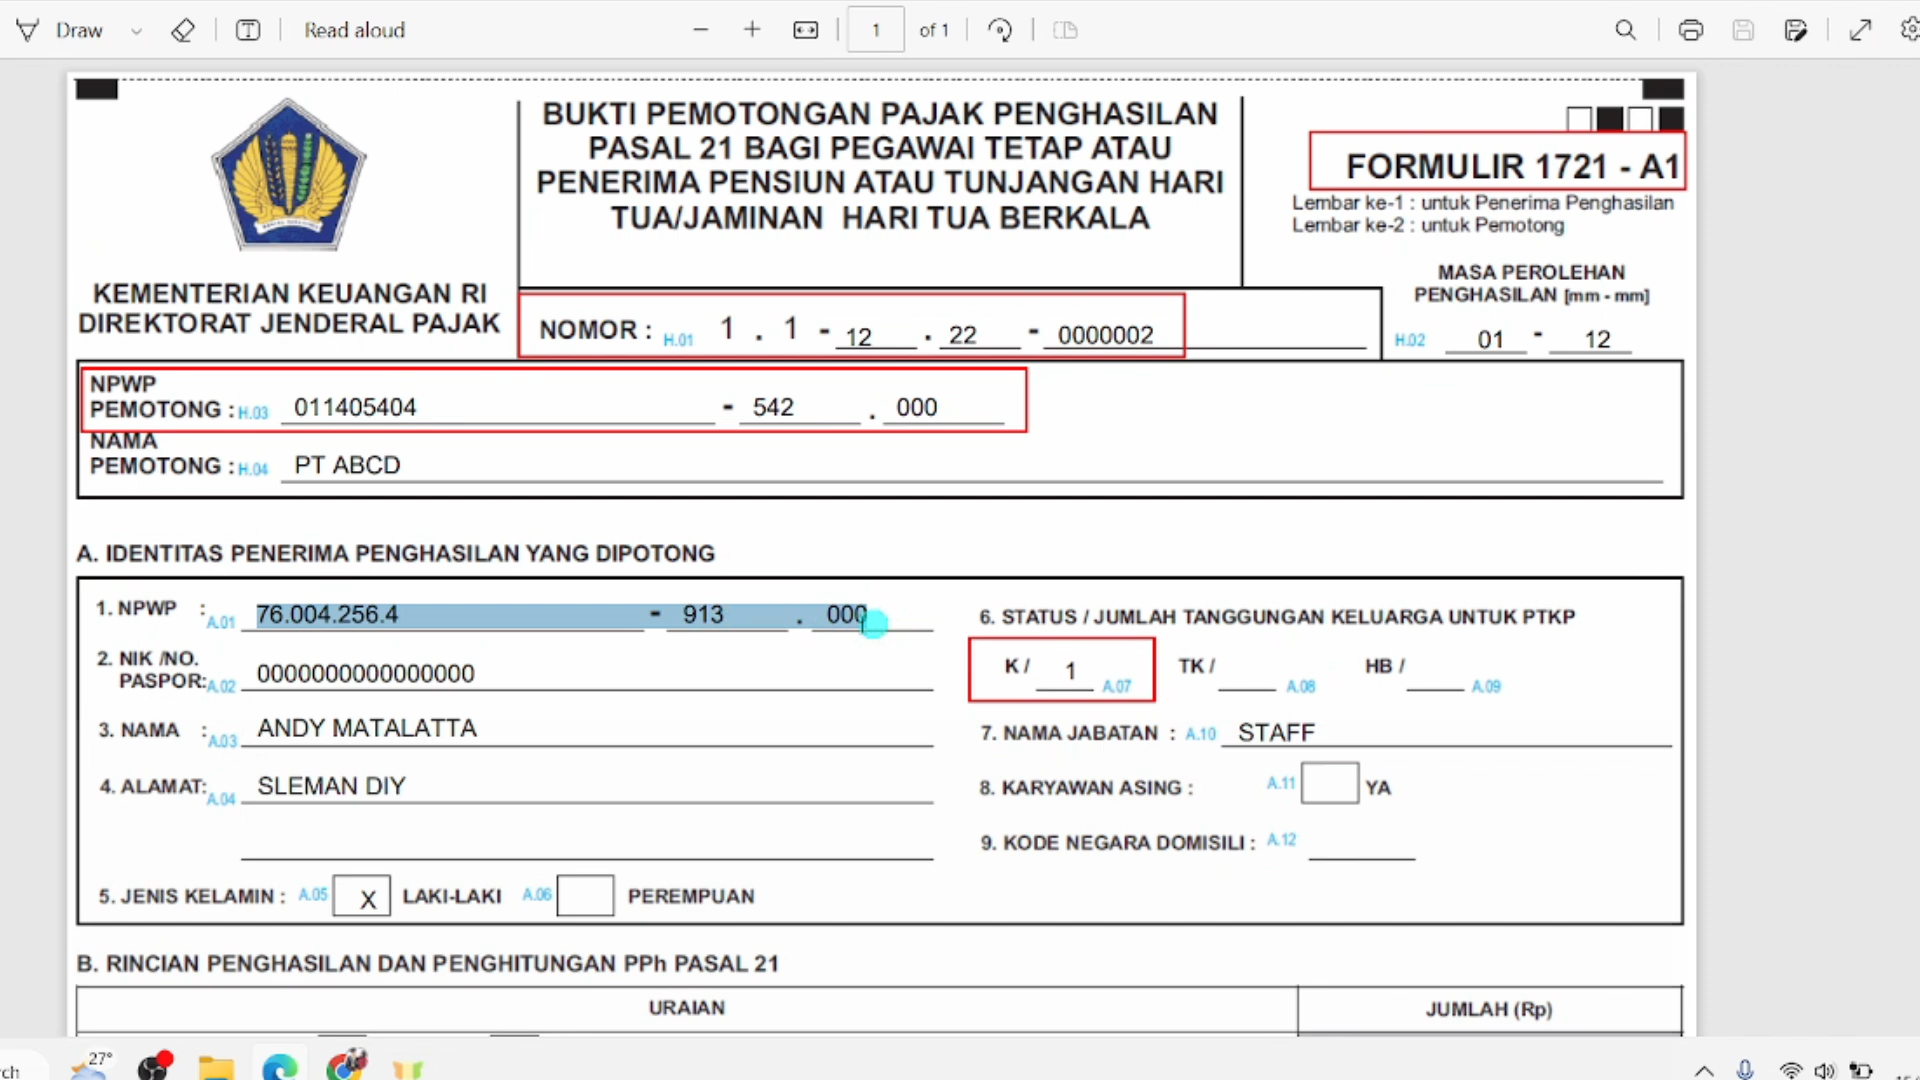 Draw
Read aloud
1 of 1
BUKTI PEMOTONGAN PAJAK PENGHASILAN
PASAL 21 BAGI PEGAWAI TETAP ATAU
PENERIMA PENSIUN ATAU TUNJANGAN HARI
TUA/JAMINAN HARI TUA BERKALA
FORMULIR 1721 - A1
Lembar ke-1 : untuk Penerima Penghasilan
Lembar ke-2 : untuk Pemotong
KEMENTERIAN KEUANGAN RI
DIREKTORAT JENDERAL PAJAK
MASA PEROLEHAN
PENGHASILAN [mm - mm]
NOMOR : H.01 1 . 1 - 12 . 22 - 0000002
H.02 01 - 12
NPWP
PEMOTONG : H.03 011405404 - 542 . 000
NAMA
PEMOTONG : H.04 PT ABCD
A. IDENTITAS PENERIMA PENGHASILAN YANG DIPOTONG
1. NPWP : A.01 76.004.256.4 - 913 . 000
2. NIK /NO.
PASPOR: A.02 0000000000000000
3. NAMA : A.03 ANDY MATALATTA
4. ALAMAT: A.04 SLEMAN DIY
5. JENIS KELAMIN : A.05 X LAKI-LAKI A.06 PEREMPUAN
6. STATUS / JUMLAH TANGGUNGAN KELUARGA UNTUK PTKP
K / 1 A.07 TK / A.08 HB / A.09
7. NAMA JABATAN : A.10 STAFF
8. KARYAWAN ASING : A.11 YA
9. KODE NEGARA DOMISILI : A.12
B. RINCIAN PENGHASILAN DAN PENGHITUNGAN PPh PASAL 21
URAIAN JUMLAH (Rp)
rch
27°